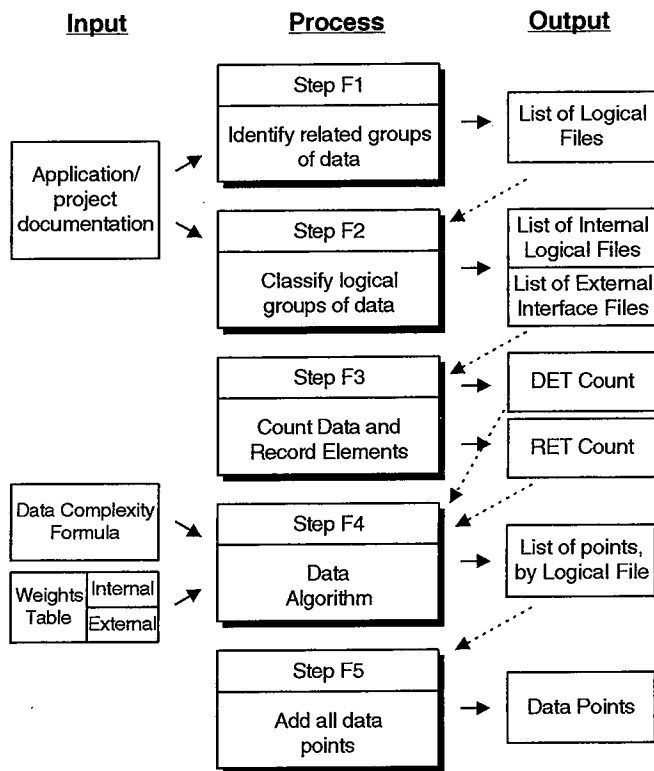 Input
Process
Output
Step F1
Identify related groups
of data
List of Logical
Files
Application/
project
documentation
Step F2
Classify logical
groups of data
List of Internal
Logical Files
List of External
Interface Files
Step F3
Count Data and
Record Elements
DET Count
RET Count
Data Complexity
Formula
Weights
Table
Internal
External
Step F4
Data
Algorithm
List of points,
by Logical File
Step F5
Add all data
points
Data Points